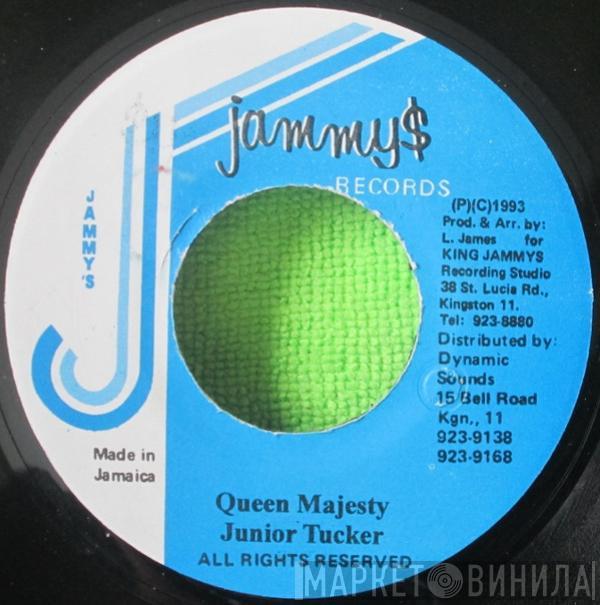 jammy$
RECORDS
JAMMY'S
(P)(C)1993
Prod. & Arr. by:
L. James for
KING JAMMYS
Recording Studio
38 St. Lucia Rd.,
Kingston 11.
Tel: 923-8880
Distributed by:
Dynamic
Sounds
15 Bell Road
Kgn., 11
923-9138
923-9168
Made in
Jamaica
Queen Majesty
Junior Tucker
ALL RIGHTS RESERVED
МАРКЕТ ВИНИЛА